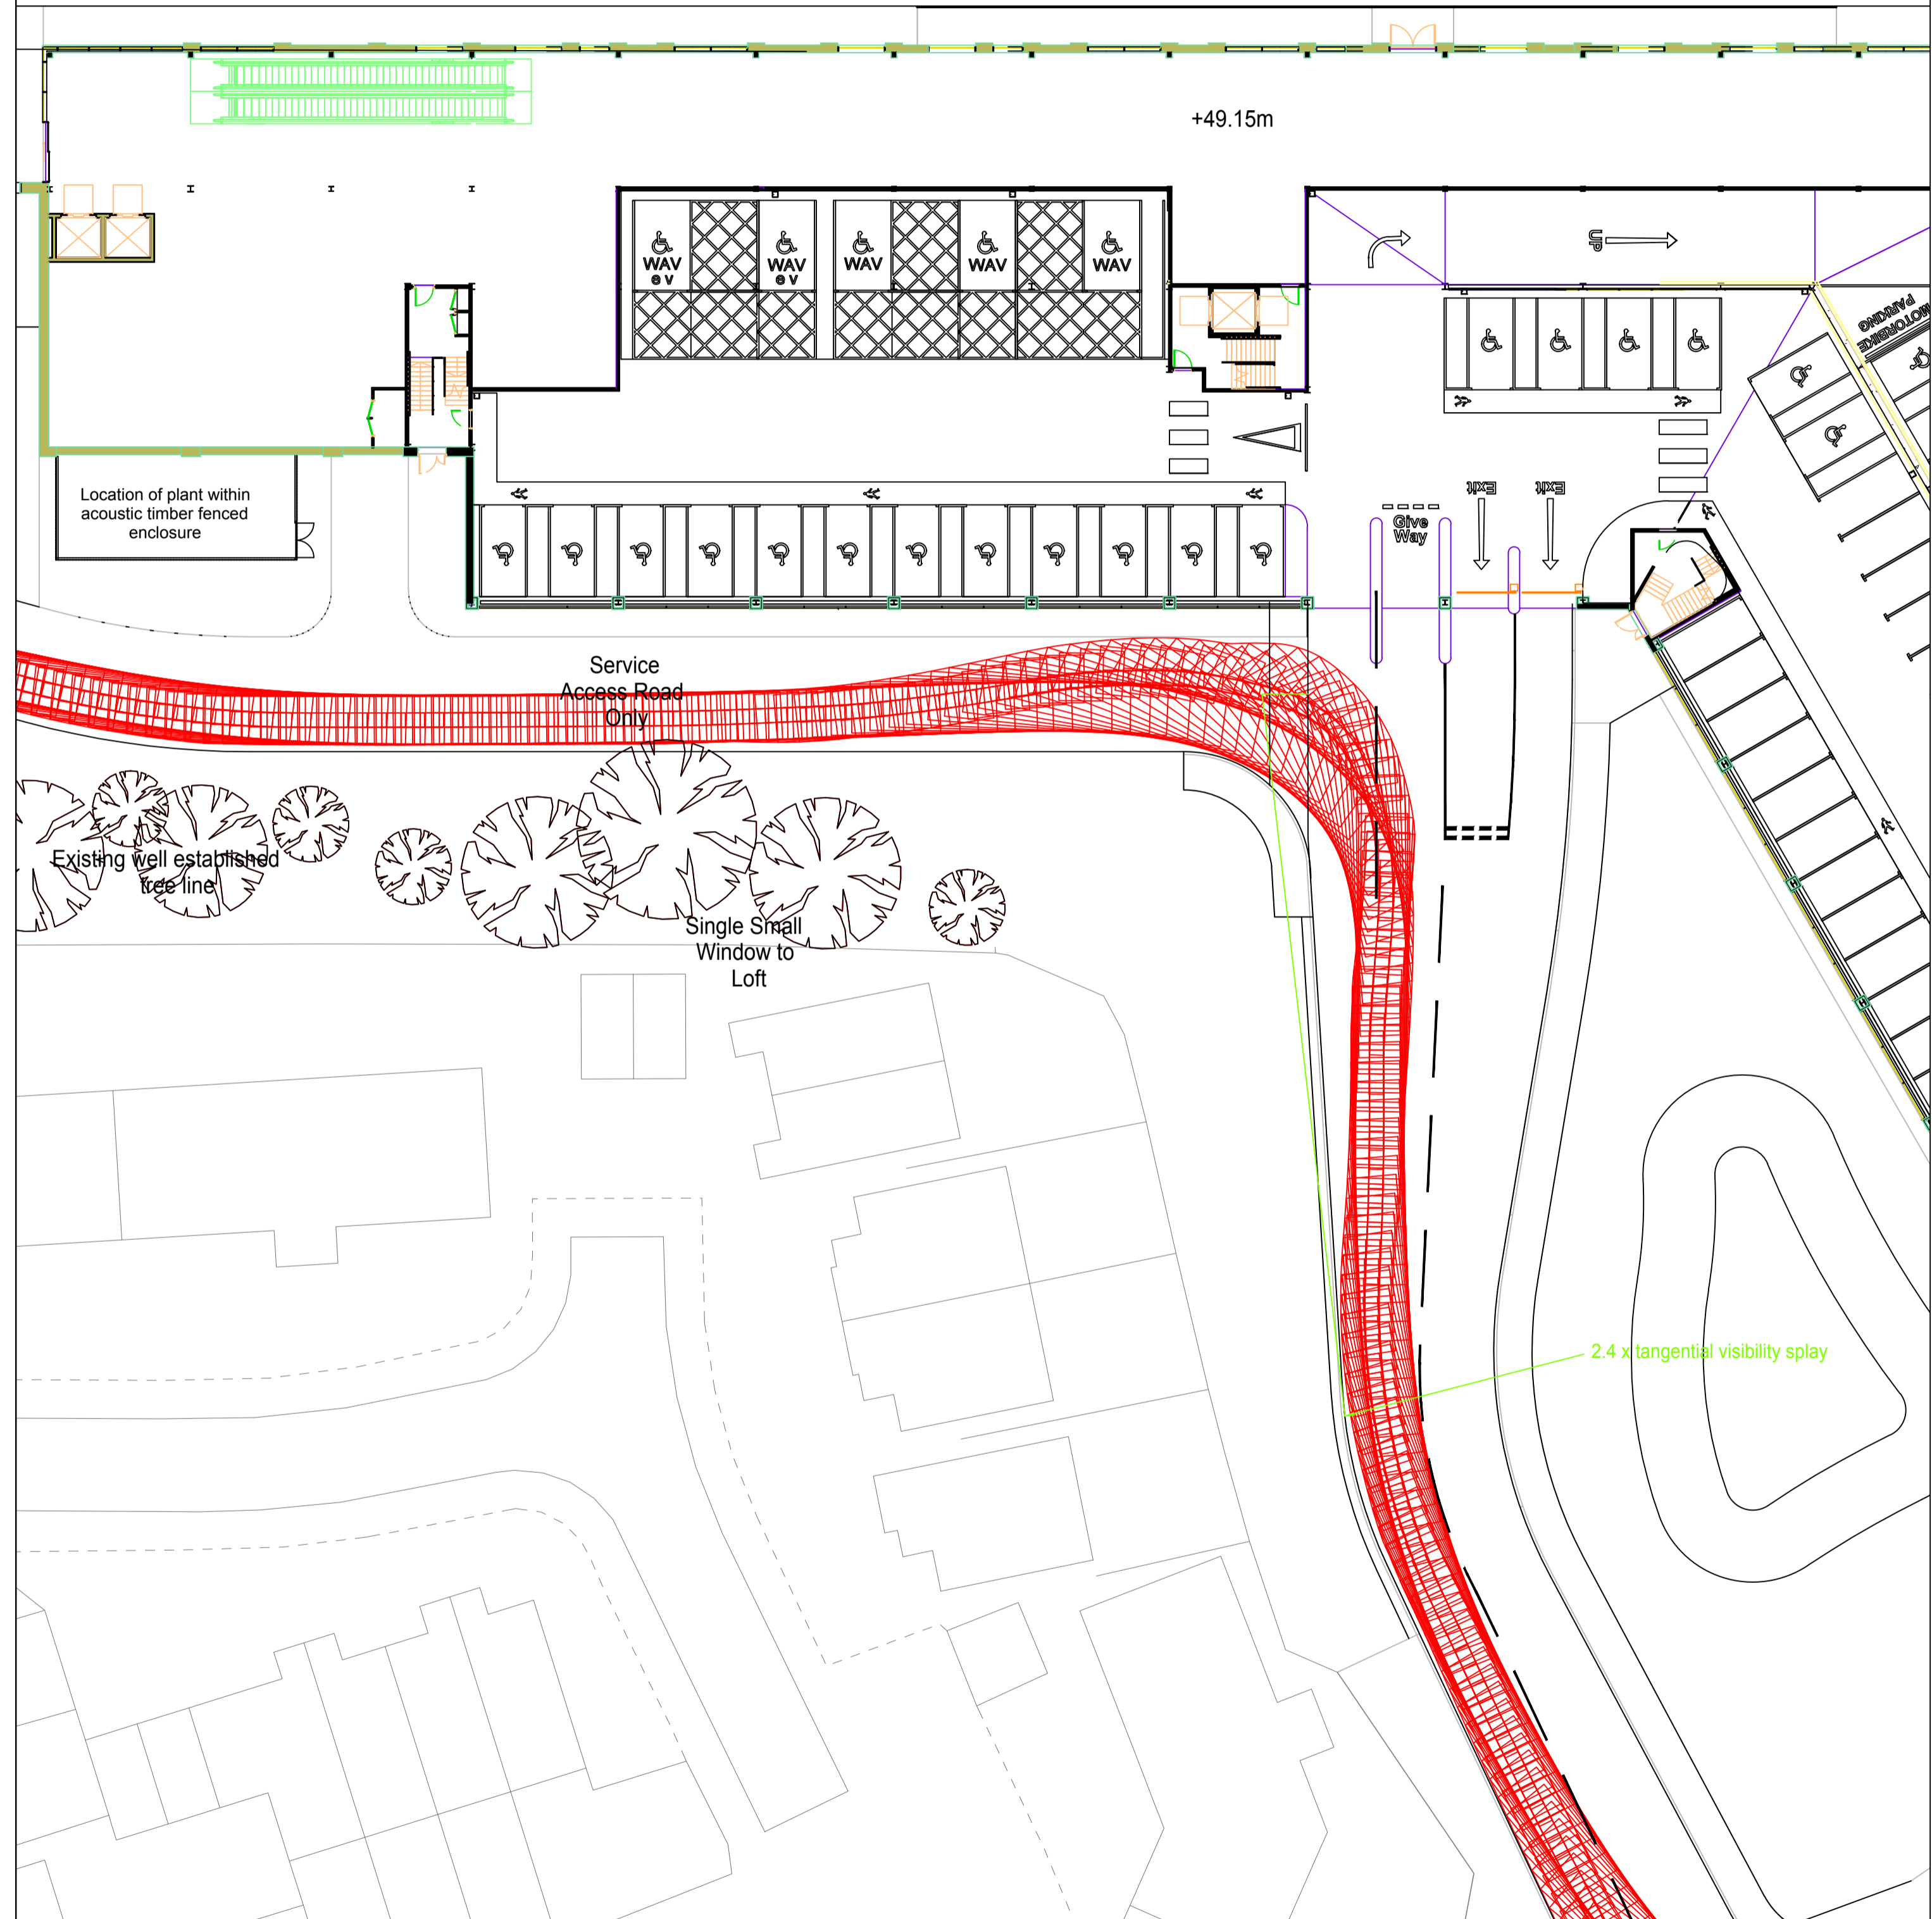 +49.15m
WAV
e v
WAV
e v
WAV
WAV
WAV
UP
MOTORBIKE
PARKING
Location of plant within
acoustic timber fenced
enclosure
Exit
Exit
Give
Way
Service
Access Road
Only
Existing well established
tree line
Single Small
Window to
Loft
2.4 x tangential visibility splay